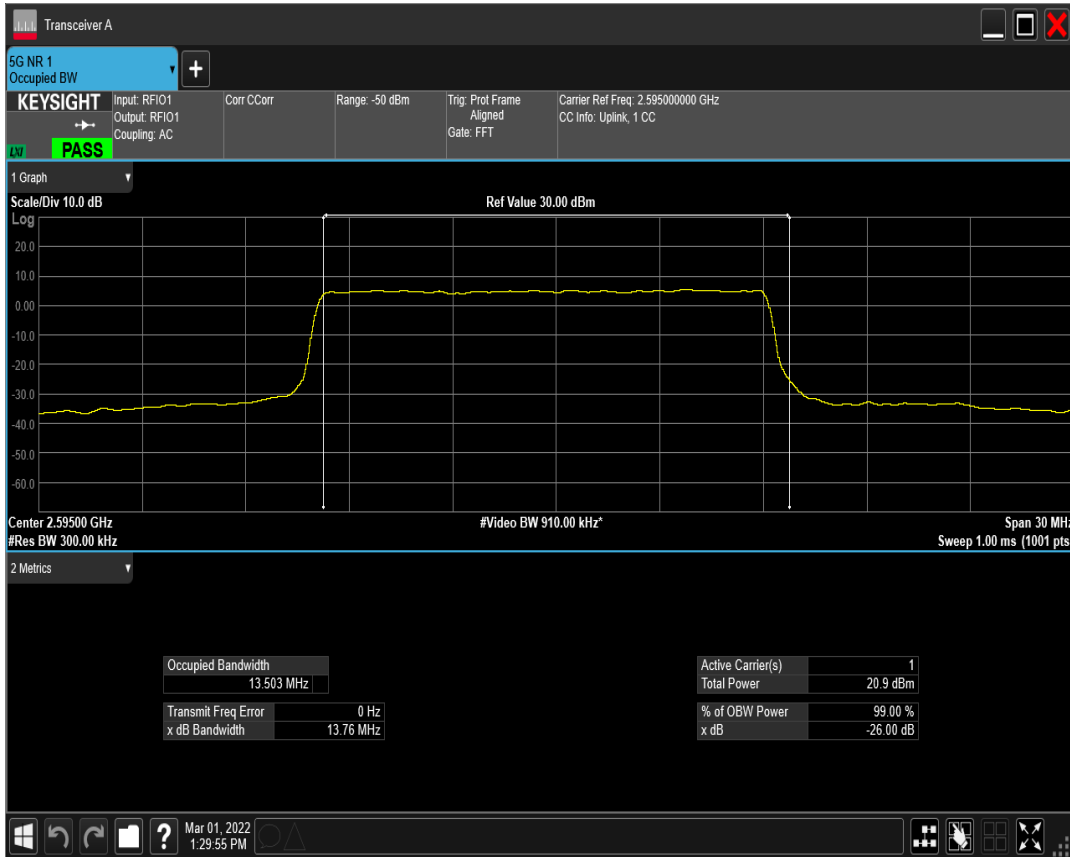 Transceiver A
5G NR 1
Occupied BW
+
KEYSIGHT
LXI
PASS
Input: RFIO1
Output: RFIO1
Coupling: AC
Corr CCorr
Range: -50 dBm
Trig: Prot Frame
Aligned
Gate: FFT
Carrier Ref Freq: 2.595000000 GHz
CC Info: Uplink, 1 CC
1 Graph
Scale/Div 10.0 dB
Ref Value 30.00 dBm
Log
20.0
10.0
0.00
-10.0
-20.0
-30.0
-40.0
-50.0
-60.0
Center 2.59500 GHz
#Video BW 910.00 kHz*
Span 30 MHz
#Res BW 300.00 kHz
Sweep 1.00 ms (1001 pts
2 Metrics
Occupied Bandwidth
13.503 MHz
Transmit Freq Error 0 Hz
x dB Bandwidth 13.76 MHz
Active Carrier(s) 1
Total Power 20.9 dBm
% of OBW Power 99.00 %
x dB -26.00 dB
?
Mar 01, 2022
1:29:55 PM